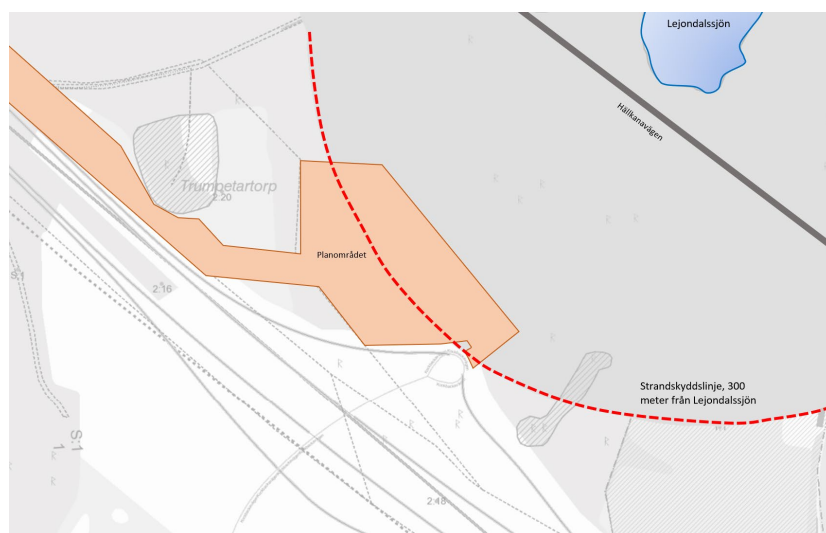 Lejondalssjön
Hällkanavägen
Trumpetartorp
2:20
Planområdet
S:1
2:16
Strandskyddslinje, 300
meter från Lejondalssjön
S:1
1
2:48